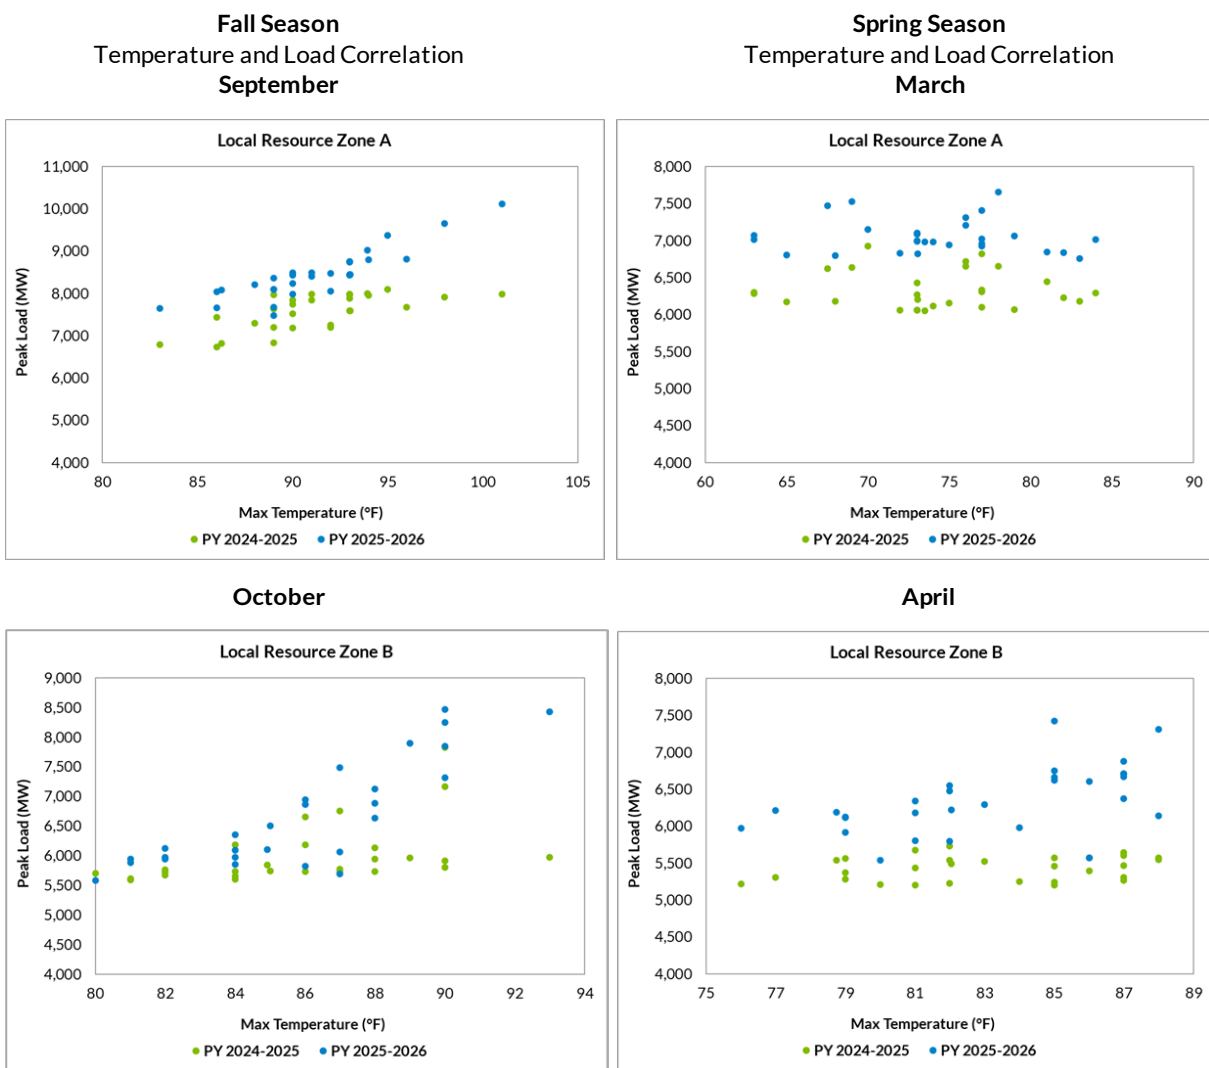 Fall Season
Temperature and Load Correlation
September
Spring Season
Temperature and Load Correlation
March
Local Resource Zone A
11,000
10,000
9,000
8,000
7,000
6,000
5,000
4,000
Peak Load (MW)
80 85 90 95 100 105
Max Temperature (°F)
PY 2024-2025 PY 2025-2026
Local Resource Zone A
8,000
7,500
7,000
6,500
6,000
5,500
5,000
4,500
4,000
Peak Load (MW)
60 65 70 75 80 85 90
Max Temperature (°F)
PY 2024-2025 PY 2025-2026
October
April
Local Resource Zone B
9,000
8,500
8,000
7,500
7,000
6,500
6,000
5,500
5,000
4,500
4,000
Peak Load (MW)
80 82 84 86 88 90 92 94
Max Temperature (°F)
PY 2024-2025 PY 2025-2026
Local Resource Zone B
8,000
7,500
7,000
6,500
6,000
5,500
5,000
4,500
4,000
Peak Load (MW)
75 77 79 81 83 85 87 89
Max Temperature (°F)
PY 2024-2025 PY 2025-2026